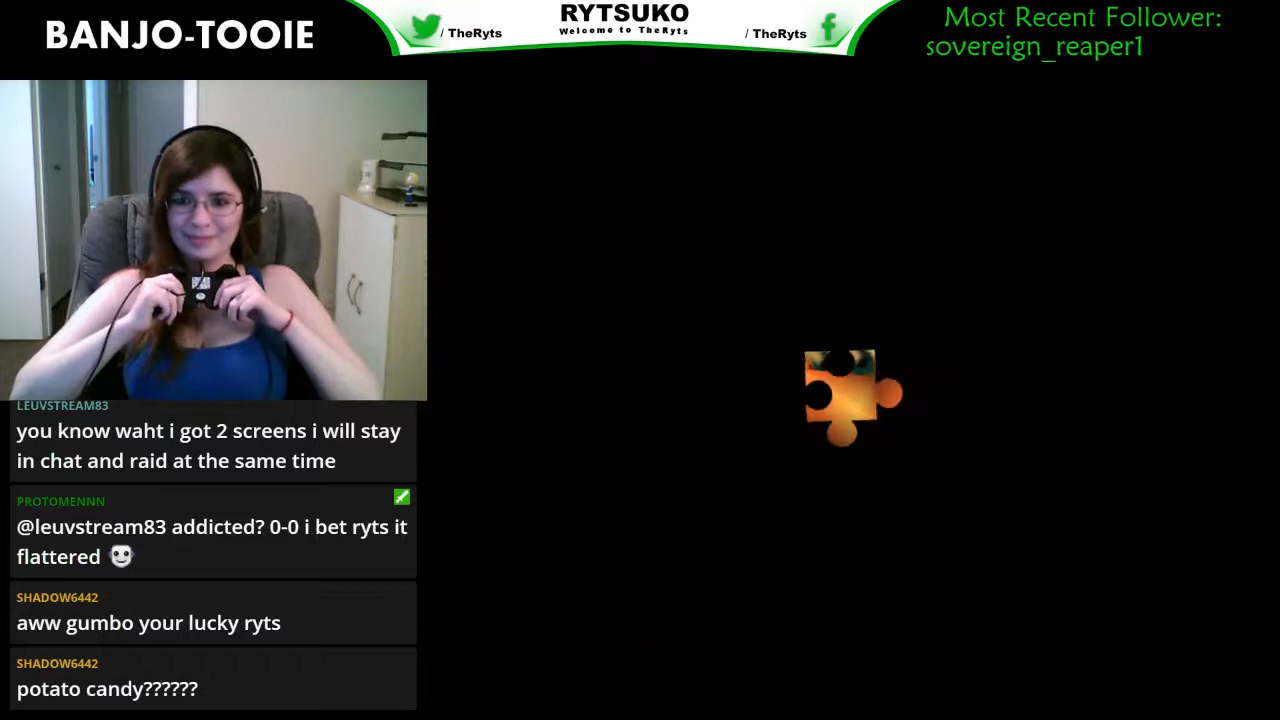 BANJO-TOOIE
/ TheRyts
RYTSUKO
Welcome to TheRyts
/ TheRyts
Most Recent Follower:
sovereign_reaper1
LEUVSTREAM83
you know waht i got 2 screens i will stay
in chat and raid at the same time
PROTOMENNN
@leuvstream83 addicted? 0-0 i bet ryts it
flattered
SHADOW6442
aww gumbo your lucky ryts
SHADOW6442
potato candy??????